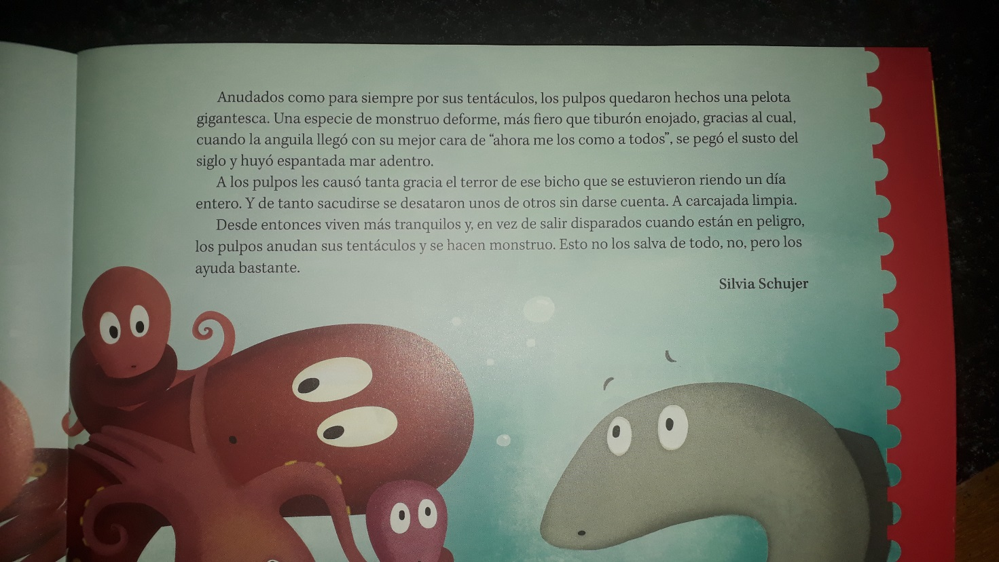 Anudados como para siempre por sus tentáculos, los pulpos quedaron hechos una pelota
gigantesca. Una especie de monstruo deforme, más fiero que tiburón enojado, gracias al cual,
cuando la anguila llegó con su mejor cara de “ahora me los como a todos”, se pegó el susto del
siglo y huyó espantada mar adentro.
A los pulpos les causó tanta gracia el terror de ese bicho que se estuvieron riendo un día
entero. Y de tanto sacudirse se desataron unos de otros sin darse cuenta. A carcajada limpia.
Desde entonces viven más tranquilos y, en vez de salir disparados cuando están en peligro,
los pulpos anudan sus tentáculos y se hacen monstruo. Esto no los salva de todo, no, pero los
ayuda bastante.
Silvia Schujer